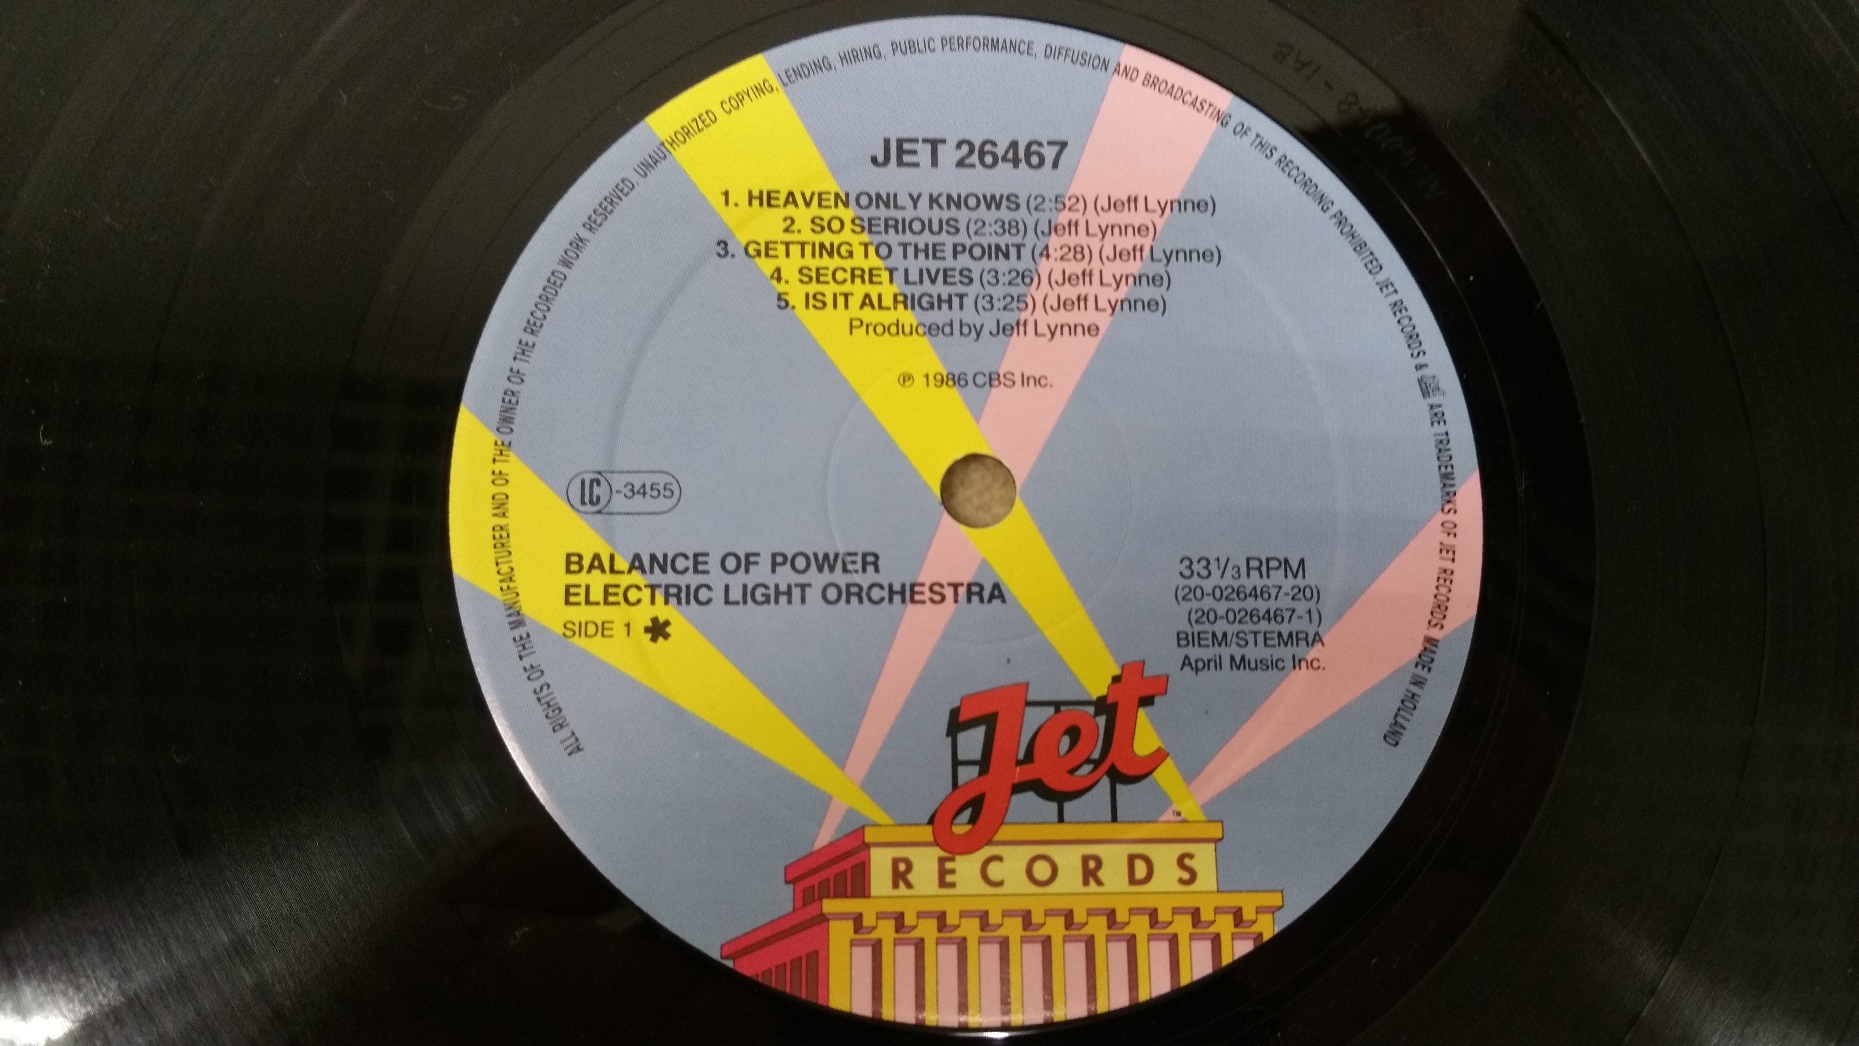 ALL RIGHTS OF THE MANUFACTURER AND OF THE OWNER OF THE RECORDED WORK RESERVED. UNAUTHORIZED COPYING, LENDING, HIRING, PUBLIC PERFORMANCE, DIFFUSION AND BROADCASTING OF THIS RECORDING PROHIBITED. JET RECORDS & Jet ARE TRADEMARKS OF JET RECORDS. MADE IN HOLLAND
JET 26467
1. HEAVEN ONLY KNOWS (2:52) (Jeff Lynne)
2. SO SERIOUS (2:38) (Jeff Lynne)
3. GETTING TO THE POINT (4:28) (Jeff Lynne)
4. SECRET LIVES (3:26) (Jeff Lynne)
5. IS IT ALRIGHT (3:25) (Jeff Lynne)
Produced by Jeff Lynne
℗ 1986 CBS Inc.
LC-3455
BALANCE OF POWER
ELECTRIC LIGHT ORCHESTRA
SIDE 1 *
33 1/3 RPM
(20-026467-20)
(20-026467-1)
BIEM/STEMRA
April Music Inc.
Jet
TM
RECORDS